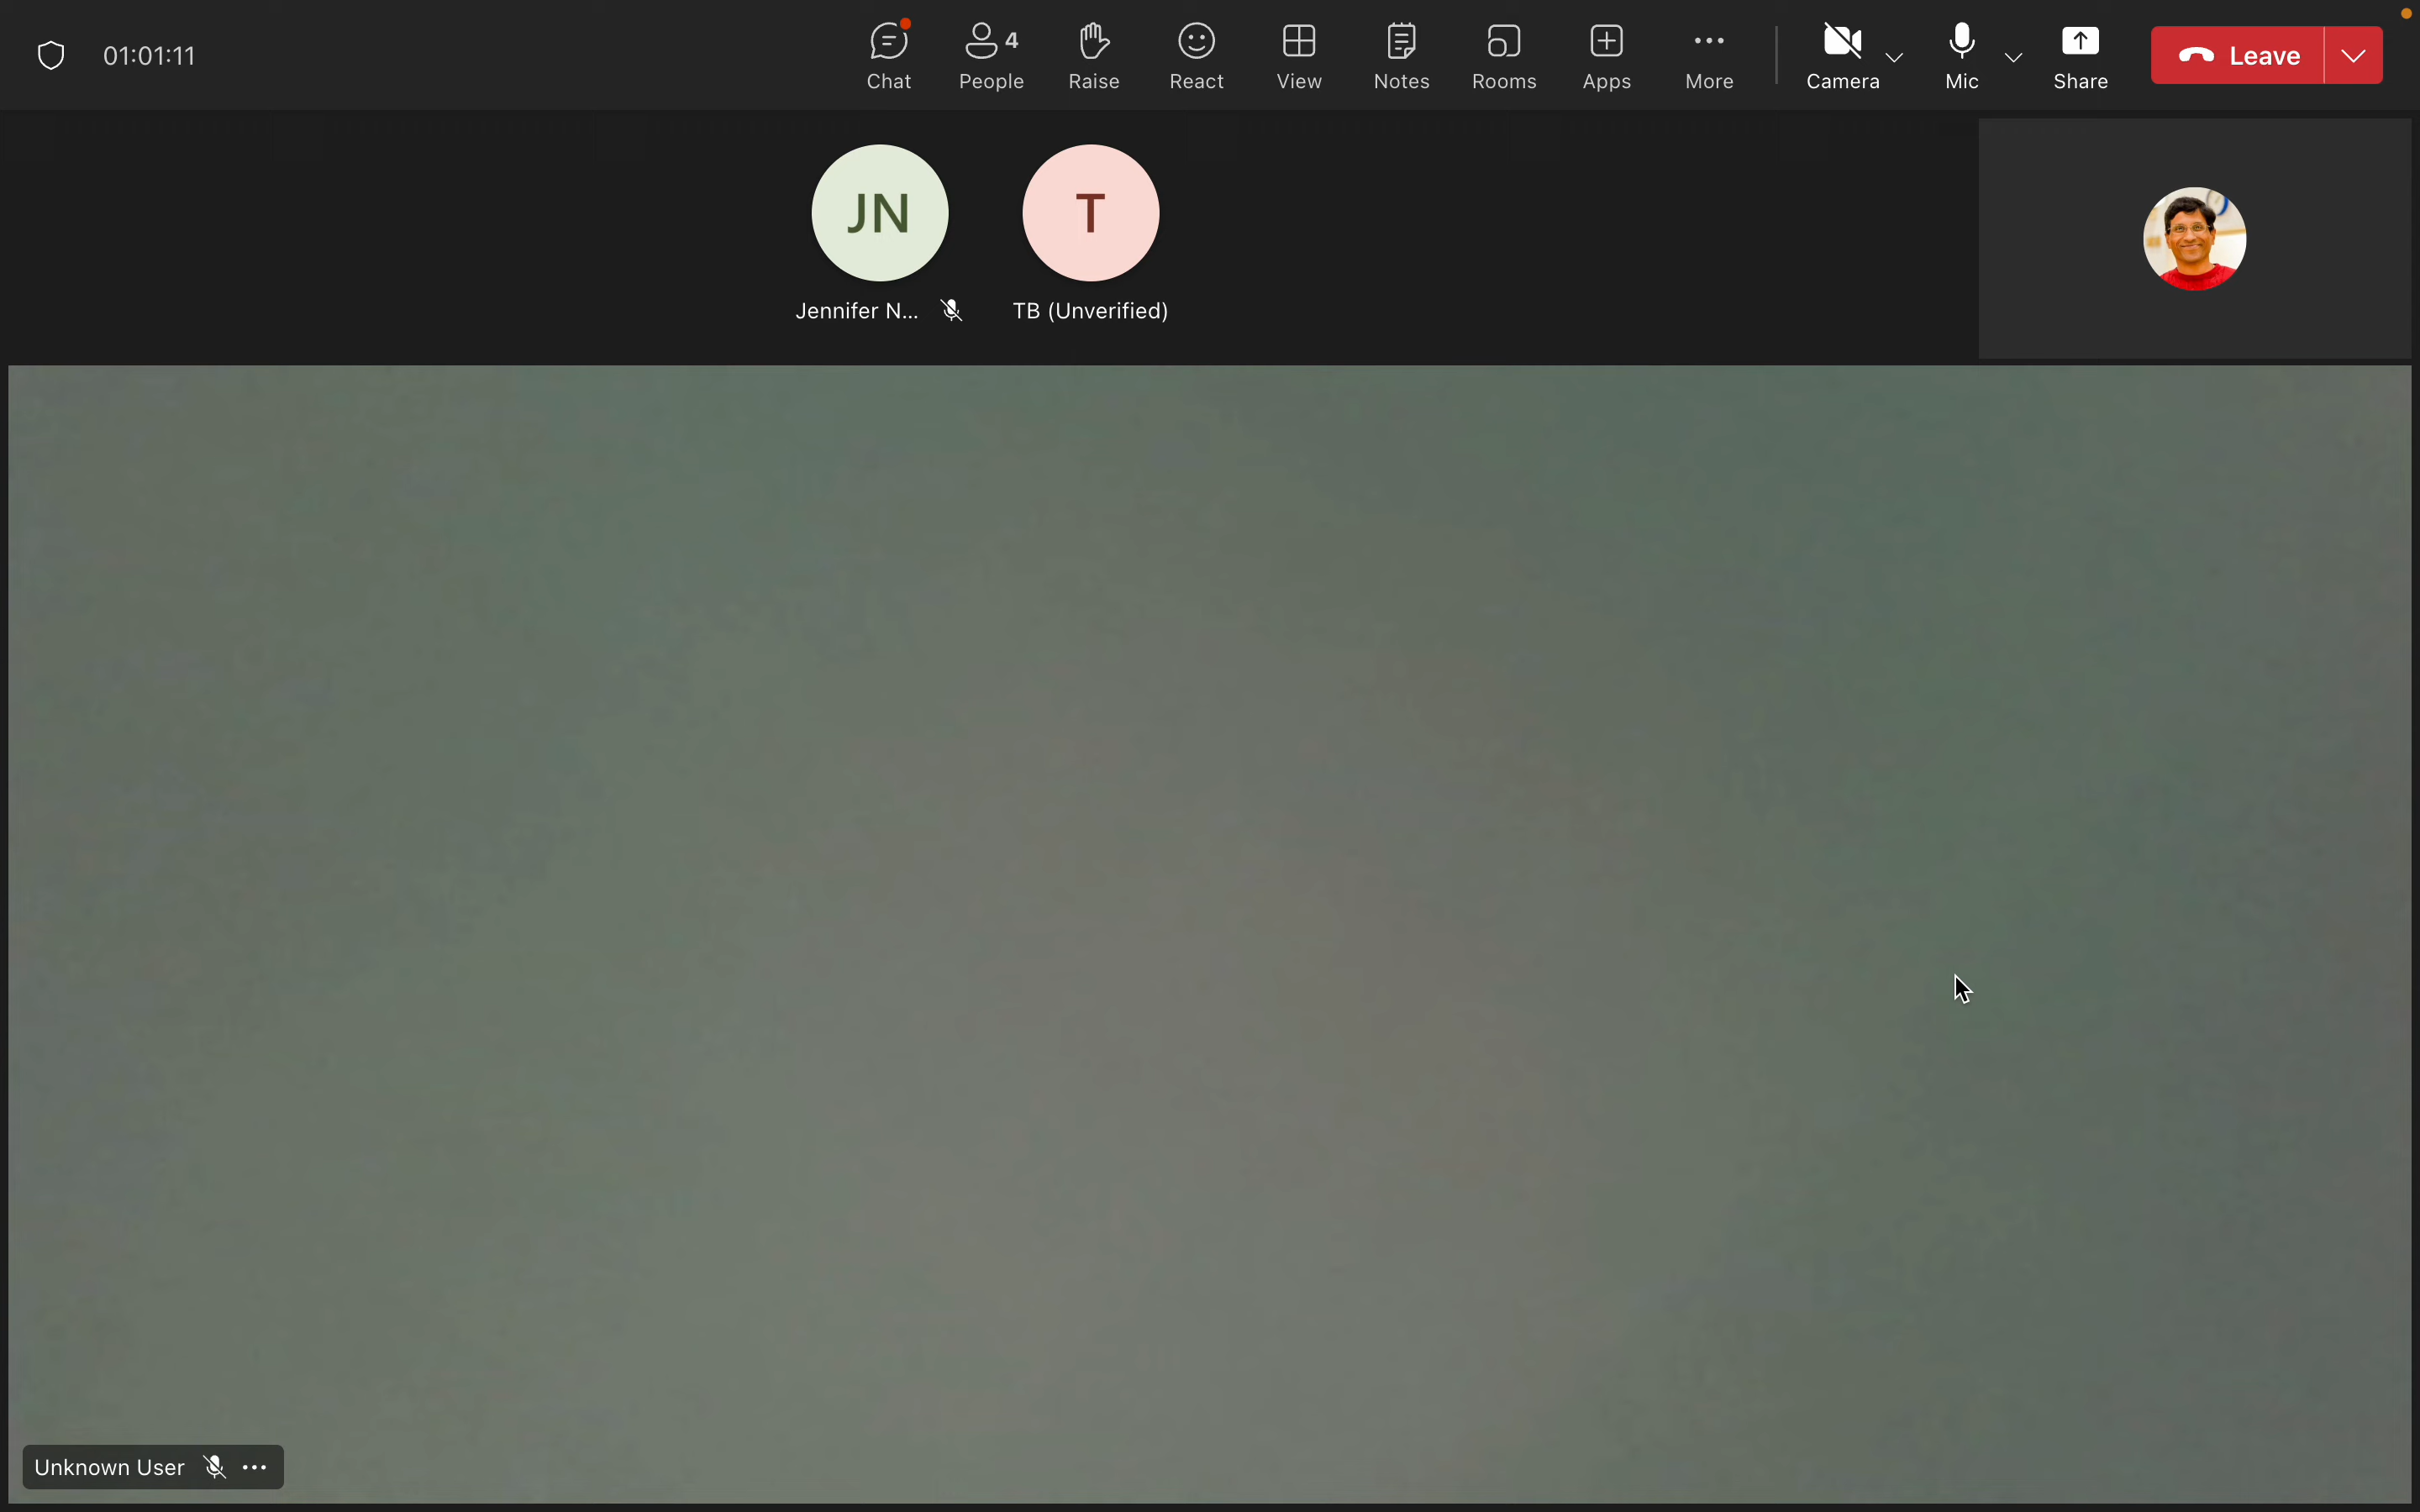 01:01:11
Chat
4
People
Raise
React
View
Notes
Rooms
Apps
More
Camera
Mic
Share
Leave
JN
T
Jennifer N...
TB (Unverified)
Unknown User